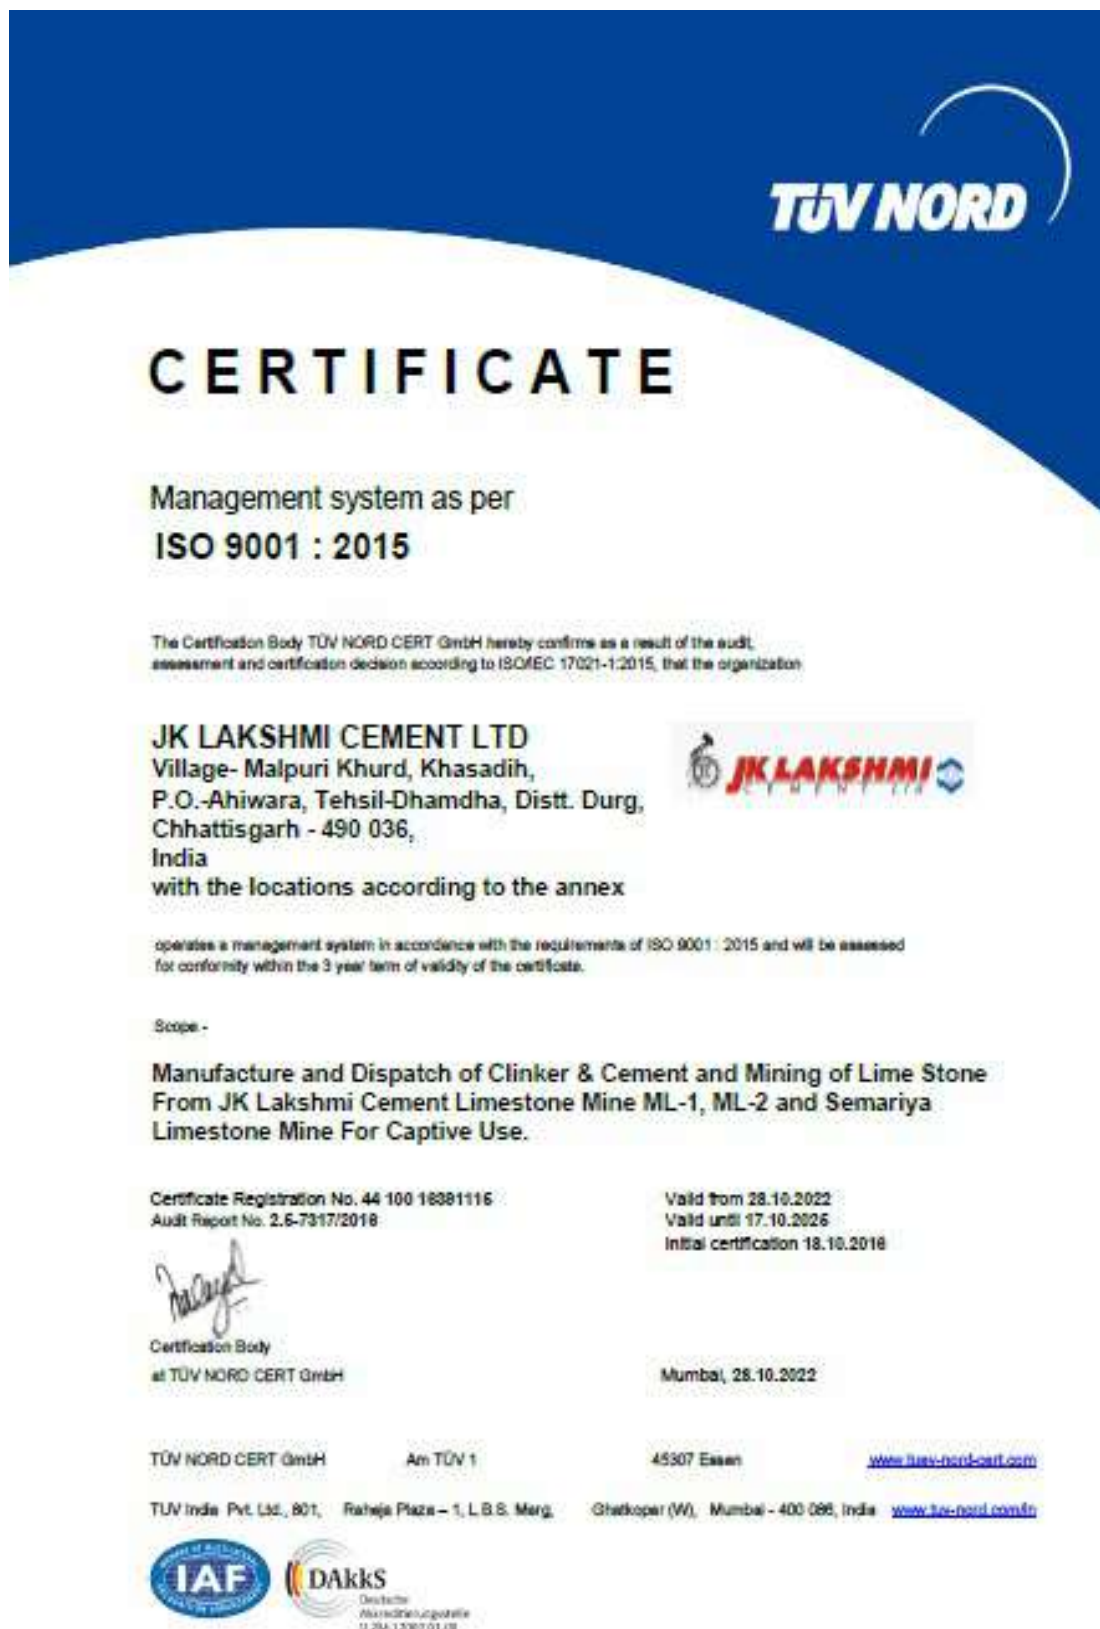 TÜV NORD
CERTIFICATE
Management system as per
ISO 9001 : 2015
The Certification Body TÜV NORD CERT GmbH hereby confirms as a result of the audit,
assessment and certification decision according to ISO/IEC 17021-1:2015, that the organization
JK LAKSHMI CEMENT LTD
Village- Malpuri Khurd, Khasadih,
P.O.-Ahiwara, Tehsil-Dhamdha, Distt. Durg,
Chhattisgarh - 490 036,
India
with the locations according to the annex
JK LAKSHMI
CEMENT LTD
operates a management system in accordance with the requirements of ISO 9001 : 2015 and will be assessed
for conformity within the 3 year term of validity of the certificate.
Scope -
Manufacture and Dispatch of Clinker & Cement and Mining of Lime Stone
From JK Lakshmi Cement Limestone Mine ML-1, ML-2 and Semariya
Limestone Mine For Captive Use.
Certificate Registration No. 44 100 16391115
Audit Report No. 2.5-7317/2016
Valid from 28.10.2022
Valid until 17.10.2025
Initial certification 18.10.2016
Certification Body
at TÜV NORD CERT GmbH
Mumbai, 28.10.2022
TÜV NORD CERT GmbH Am TÜV 1 45307 Essen www.tuev-nord-cert.com
TUV India Pvt. Ltd., 801, Raheja Plaza – 1, L.B.S. Marg, Ghatkopar (W), Mumbai - 400 086, India www.tuv-nord.com/in
IAF
DAkkS
Deutsche
Akkreditierungsstelle